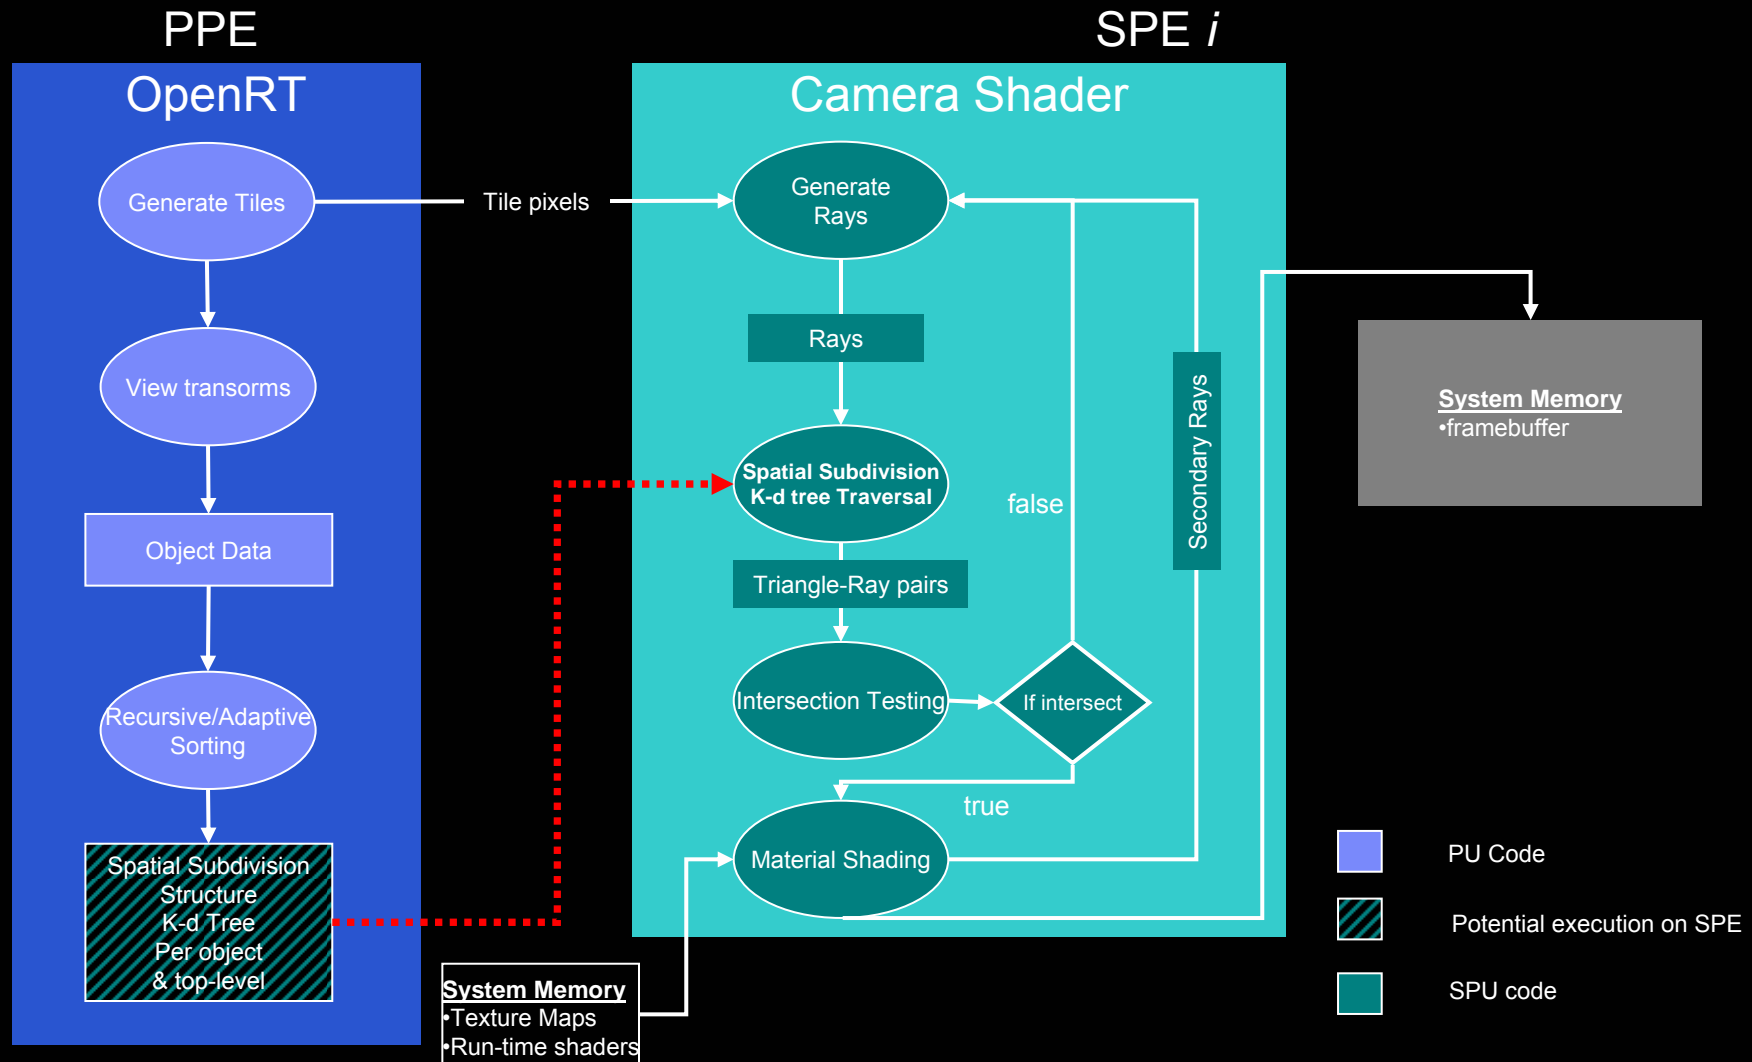 PPE
SPE i
OpenRT
Camera Shader
Generate Tiles
Tile pixels
Generate
Rays
View transorms
Rays
Object Data
Spatial Subdivision
K-d tree Traversal
false
Secondary Rays
System Memory
•framebuffer
Triangle-Ray pairs
Recursive/Adaptive
Sorting
Intersection Testing
If intersect
true
Material Shading
Spatial Subdivision
Structure
K-d Tree
Per object
& top-level
System Memory
•Texture Maps
•Run-time shaders
PU Code
Potential execution on SPE
SPU code